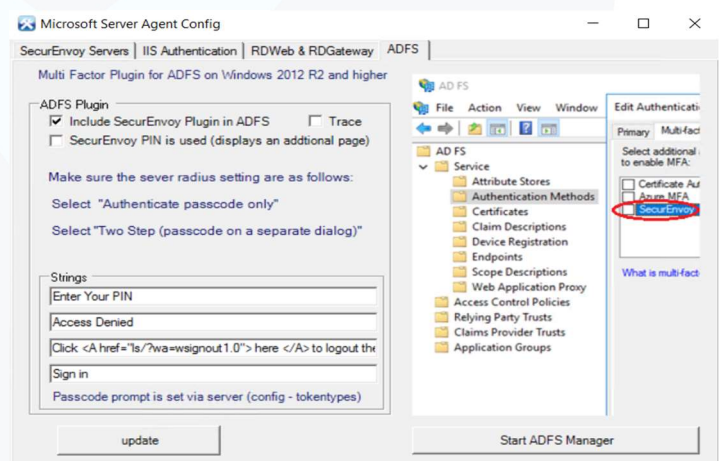 Microsoft Server Agent Config
SecurEnvoy Servers
IIS Authentication
RDWeb & RDGateway
ADFS
Multi Factor Plugin for ADFS on Windows 2012 R2 and higher
ADFS Plugin
Include SecurEnvoy Plugin in ADFS
Trace
SecurEnvoy PIN is used (displays an addtional page)
Make sure the sever radius setting are as follows:
Select "Authenticate passcode only"
Select "Two Step (passcode on a separate dialog)"
Strings
Enter Your PIN
Access Denied
Click <A href="ls/?wa=wsignout1.0"> here </A> to logout the
Sign in
Passcode prompt is set via server (config - tokentypes)
update
AD FS
File Action View Window
AD FS
Service
Attribute Stores
Authentication Methods
Certificates
Claim Descriptions
Device Registration
Endpoints
Scope Descriptions
Web Application Proxy
Access Control Policies
Relying Party Trusts
Claims Provider Trusts
Application Groups
Edit Authenticati
Primary
Multi-fact
Select additional
to enable MFA:
Certificate Aut
Azure MFA
SecurEnvoy
What is multi-fact
Start ADFS Manager